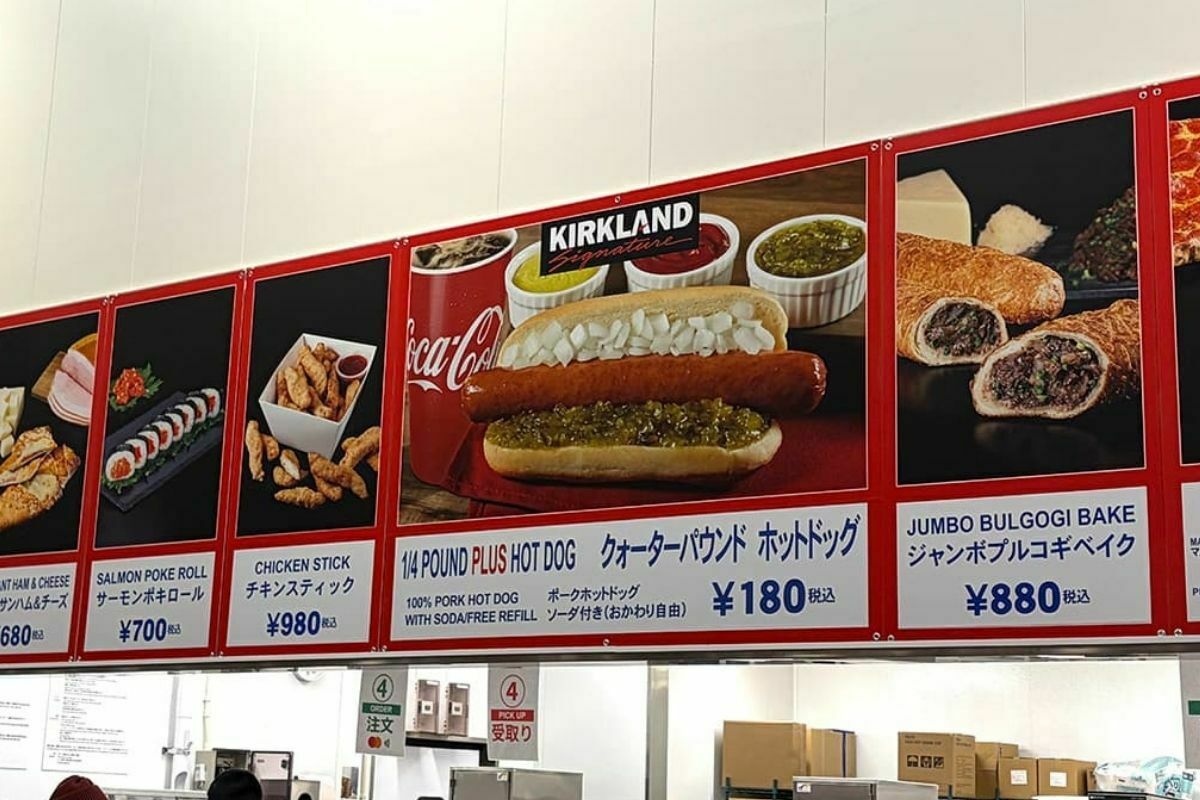 KIRKLAND
Signature
Coca-Col
ANT HAM & CHEESE
サンハム&チーズ
680税込
SALMON POKE ROLL
サーモンポキロール
¥700税込
CHICKEN STICK
チキンスティック
¥980税込
1/4 POUND PLUS HOT DOG クォーターパウンド ホットドッグ
100% PORK HOT DOG
WITH SODA/FREE REFILL
ポークホットドッグ
ソーダ付き(おかわり自由)
¥180税込
JUMBO BULGOGI BAKE
ジャンボプルコギベイク
¥880税込
4
ORDER
注文
4
PICK UP
受取り